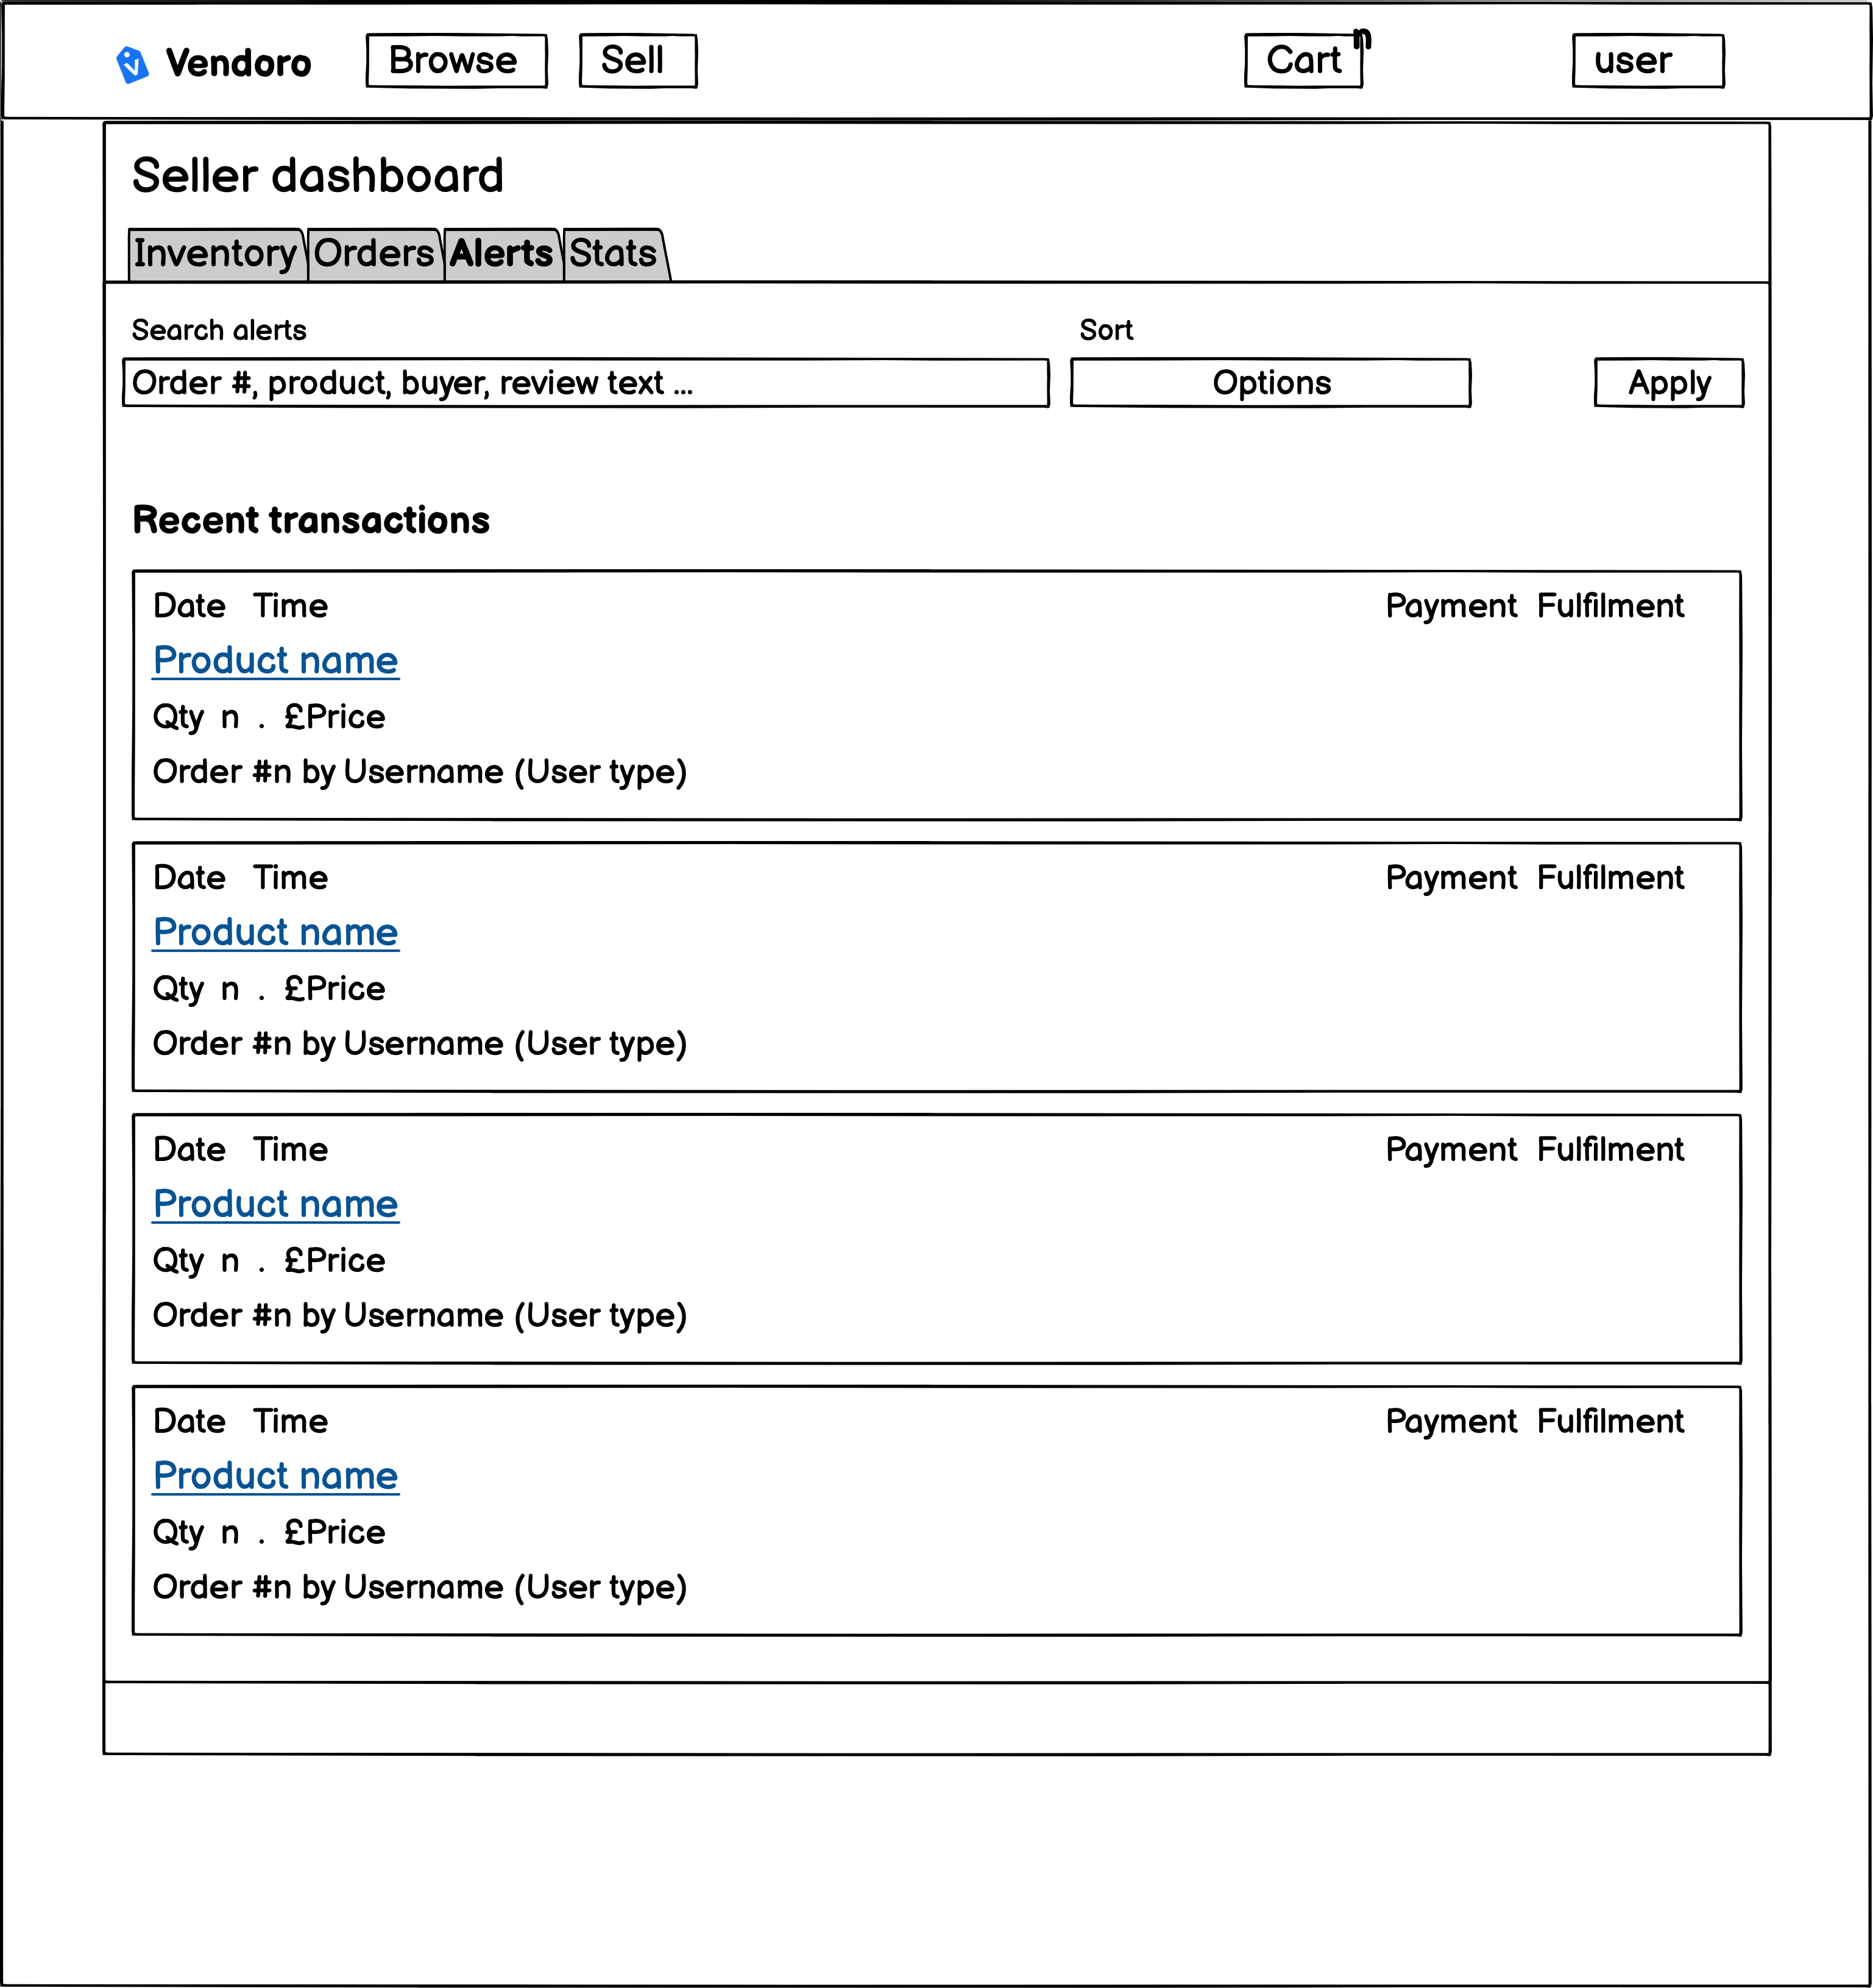 Vendoro Browse Sell Cart n user
Seller dashboard
Inventory Orders Alerts Stats
Search alerts Sort
Order #, product, buyer, review text ... Options Apply
Recent transactions
Date Time Payment Fulfilment
Product name
Qty n . £Price
Order #n by Username (User type)
Date Time Payment Fulfilment
Product name
Qty n . £Price
Order #n by Username (User type)
Date Time Payment Fulfilment
Product name
Qty n . £Price
Order #n by Username (User type)
Date Time Payment Fulfilment
Product name
Qty n . £Price
Order #n by Username (User type)